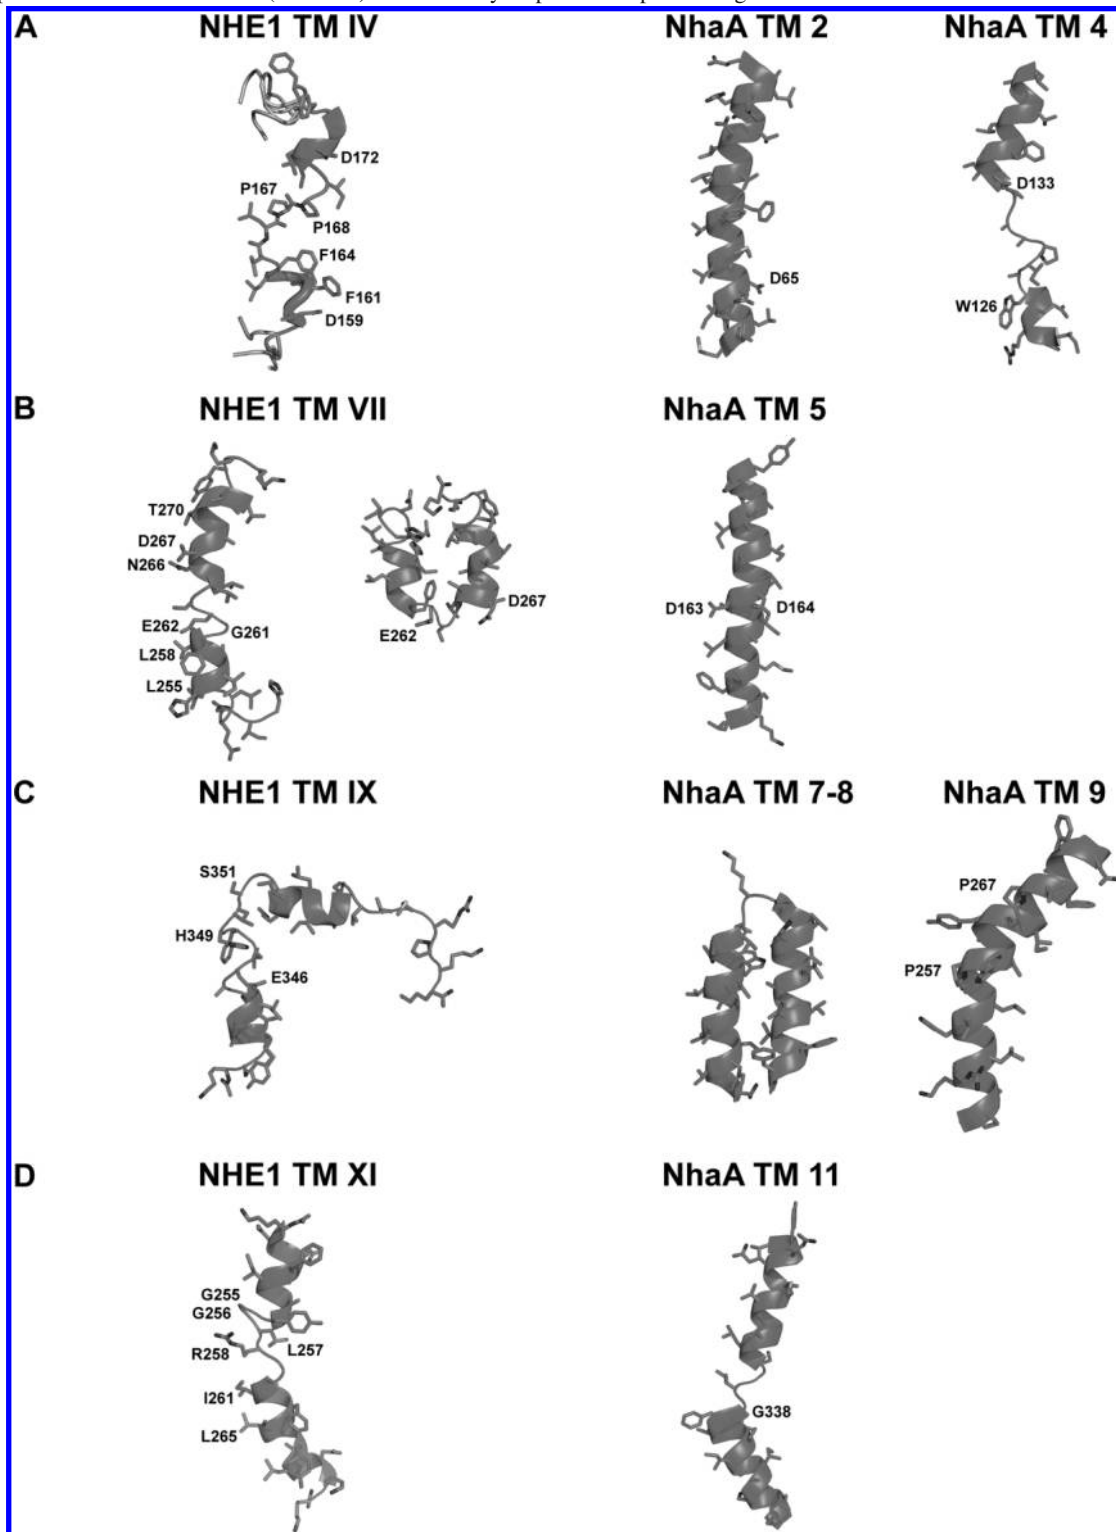 A NHE1 TM IV NhaA TM 2 NhaA TM 4
D172
P167
D133
P168
F164
D65
F161
W126
D159
B NHE1 TM VII NhaA TM 5
T270
D267
N266
D267
D163 D164
E262 G261
E262
L258
L255
C NHE1 TM IX NhaA TM 7-8 NhaA TM 9
S351
P267
H349
P257
E346
D NHE1 TM XI NhaA TM 11
G255
G256
R258 L257
I261
G338
L265